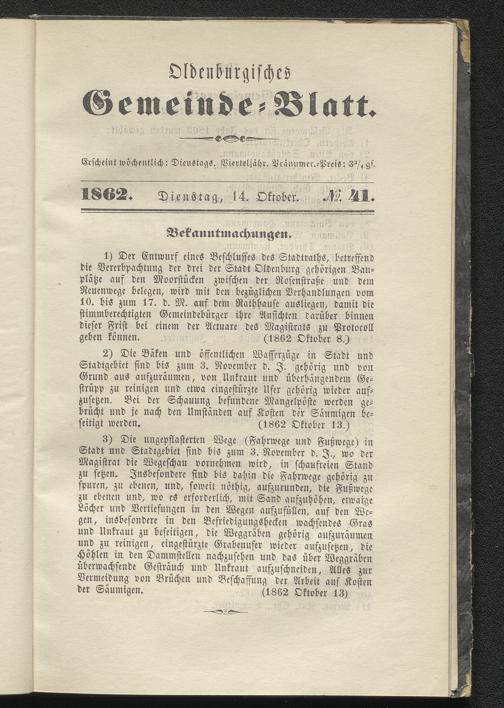 Oldenburgisches
Gemeinde-Blatt.
Erscheint wöchentlich: Dienstags. Vierteljähr. Pränumer.-Preis: 3¾ gf.
1862. Dienstag, 14. Oktober. №. 41.
Bekanntmachungen.
1) Der Entwurf eines Beschlusses des Stadtraths, betreffend
die Vererbpachtung der drei der Stadt Oldenburg gehörigen Bau-
plätze auf den Moorstücken zwischen der Rosenstraße und dem
Neuenwege belegen, wird mit den bezüglichen Verhandlungen vom
10. bis zum 17. d. M. auf dem Rathhause ausliegen, damit die
stimmberechtigten Gemeindebürger ihre Ansichten darüber binnen
dieser Frist bei einem der Actuare des Magistrats zu Protocoll
geben können. (1862 Oktober 8.)
2) Die Bäken und öffentlichen Wasserzüge in Stadt und
Stadtgebiet sind bis zum 3. November d. J. gehörig und von
Grund aus aufzuräumen, von Unkraut und überhängendem Ge-
strüpp zu reinigen und etwa eingestürzte Ufer gehörig wieder auf-
zusetzen. Bei der Schauung befundene Mangelpöste werden ge-
brücht und je nach den Umständen auf Kosten der Säumigen be-
seitigt werden. (1862 Oktober 13.)
3) Die ungepflasterten Wege (Fahrwege und Fußwege) in
Stadt und Stadtgebiet sind bis zum 3. November d. J., wo der
Magistrat die Wegeschau vornehmen wird, in schaufreien Stand
zu setzen. Insbesondere sind bis dahin die Fahrwege gehörig zu
spuren, zu ebenen, und, soweit nöthig, aufzurunden, die Fußwege
zu ebenen und, wo es erforderlich, mit Sand aufzuhöhen, etwaige
Löcher und Vertiefungen in den Wegen aufzufüllen, auf den We-
gen, insbesondere in den Befriedigungshecken wachsendes Gras
und Unkraut zu beseitigen, die Weggräben gehörig aufzuräumen
und zu reinigen, eingestürzte Grabenufer wieder aufzusetzen, die
Höhlen in den Dammstellen nachzusehen und das über Weggräben
überwachsende Gesträuch und Unkraut aufzuschneiden, Alles zur
Vermeidung von Brüchen und Beschaffung der Arbeit auf Kosten
der Säumigen. (1862 Oktober 13)